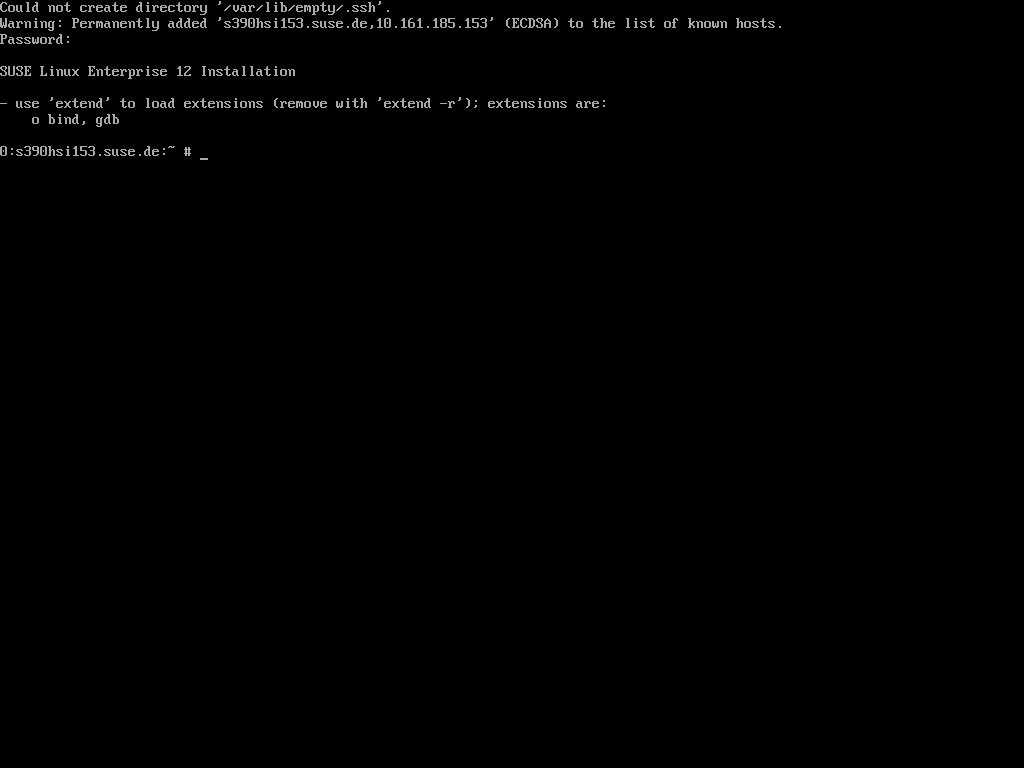 Could not create directory '/var/lib/empty/.ssh'.
Warning: Permanently added 's390hsi153.suse.de,10.161.185.153' (ECDSA) to the list of known hosts.
Password:
SUSE Linux Enterprise 12 Installation
- use 'extend' to load extensions (remove with 'extend -r'); extensions are:
o bind, gdb
0:s390hsi153.suse.de:~ # _